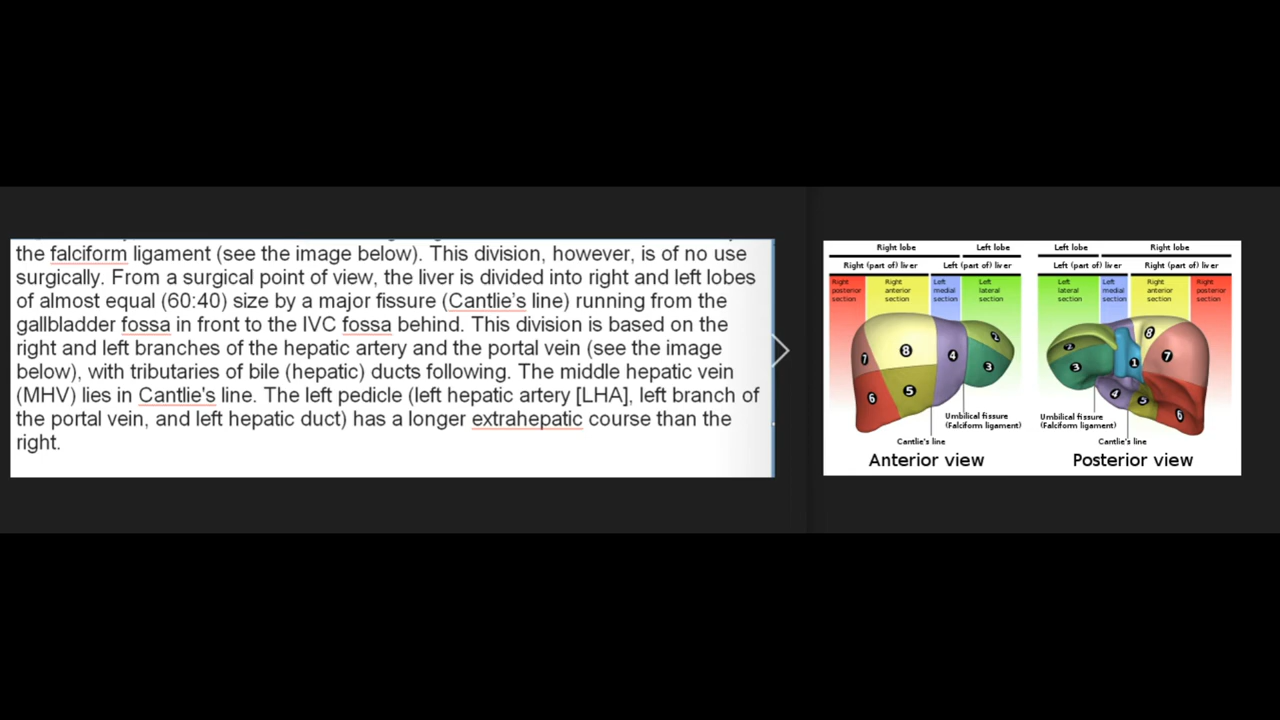 the falciform ligament (see the image below). This division, however, is of no use
surgically. From a surgical point of view, the liver is divided into right and left lobes
of almost equal (60:40) size by a major fissure (Cantlie's line) running from the
gallbladder fossa in front to the IVC fossa behind. This division is based on the
right and left branches of the hepatic artery and the portal vein (see the image
below), with tributaries of bile (hepatic) ducts following. The middle hepatic vein
(MHV) lies in Cantlie's line. The left pedicle (left hepatic artery [LHA], left branch of
the portal vein, and left hepatic duct) has a longer extrahepatic course than the
right.
Right lobe
Left lobe
Right (part of) liver
Left (part of) liver
Right
posterior
section
Right
anterior
section
Left
medial
section
Left
lateral
section
2
8
4
7
3
5
6
Umbilical fissure
(Falciform ligament)
Cantlie's line
Anterior view
Left lobe
Right lobe
Left (part of) liver
Right (part of) liver
Left
lateral
section
Left
medial
section
Right
anterior
section
Right
posterior
section
8
2
7
1
3
4
5
6
Umbilical fissure
(Falciform ligament)
Cantlie's line
Posterior view